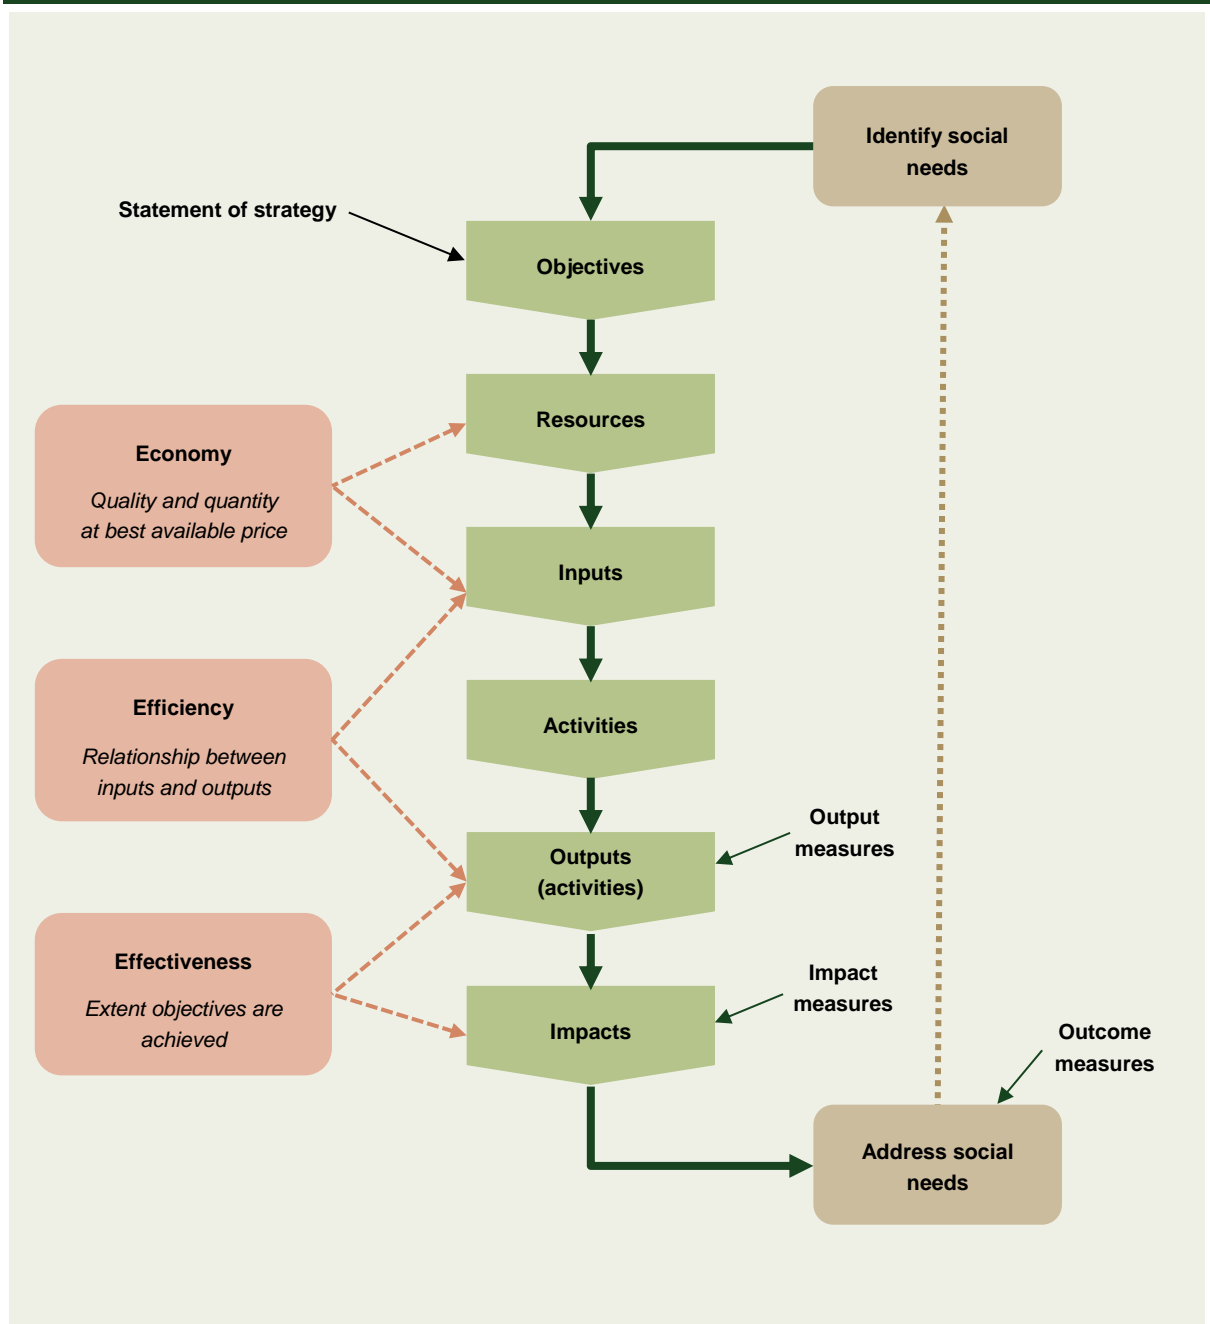 Identify social
needs
Statement of strategy
Objectives
Resources
Economy
Quality and quantity
at best available price
Inputs
Efficiency
Relationship between
inputs and outputs
Activities
Output
measures
Outputs
(activities)
Effectiveness
Extent objectives are
achieved
Impact
measures
Impacts
Outcome
measures
Address social
needs